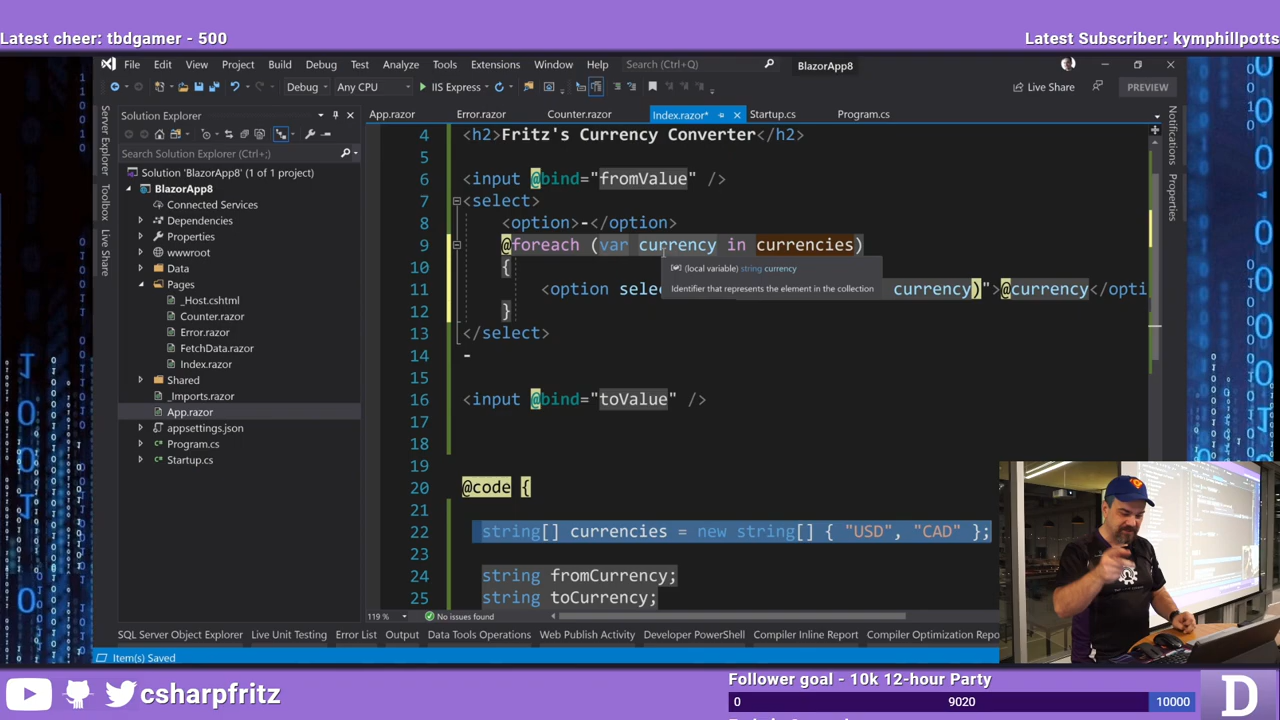 Latest cheer: tbdgamer - 500
Latest Subscriber: kymphillpotts
File Edit View Project Build Debug Test Analyze Tools Extensions Window Help Search (Ctrl+Q) BlazorApp8
Debug Any CPU IIS Express Live Share PREVIEW
Server Explorer
Toolbox
Notifications
Properties
Solution Explorer
Search Solution Explorer (Ctrl+;)
Solution 'BlazorApp8' (1 of 1 project)
BlazorApp8
Connected Services
Dependencies
Properties
wwwroot
Data
Pages
_Host.cshtml
Counter.razor
Error.razor
FetchData.razor
Index.razor
Shared
_Imports.razor
App.razor
appsettings.json
Program.cs
Startup.cs
App.razor Error.razor Counter.razor Index.razor* Startup.cs Program.cs
4 <h2>Fritz's Currency Converter</h2>
5
6 <input @bind="fromValue" />
7 <select>
8 <option>-</option>
9 @foreach (var currency in currencies)
10 {
(local variable) string currency
Identifier that represents the element in the collection
11 <option selec currency)">@currency</opti
12 }
13 </select>
14 -
15
16 <input @bind="toValue" />
17
18
19
20 @code {
21
22 string[] currencies = new string[] { "USD", "CAD" };
23
24 string fromCurrency;
25 string toCurrency;
119 % No issues found
SQL Server Object Explorer Live Unit Testing Error List Output Data Tools Operations Web Publish Activity Developer PowerShell Compiler Inline Report Compiler Optimization Repo
Item(s) Saved
csharpfritz
Follower goal - 10k 12-hour Party
0 9020 10000
D